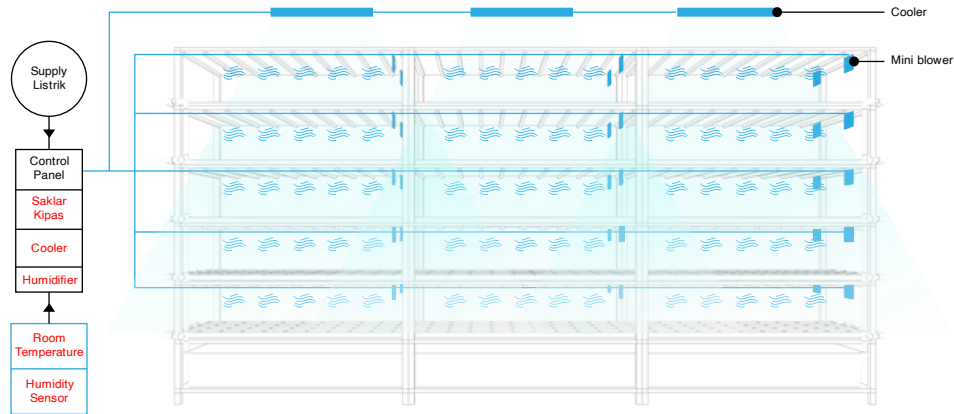 Cooler
Mini blower
Supply
Listrik
Control
Panel
Saklar
Kipas
Cooler
Humidifier
Room
Temperature
Humidity
Sensor